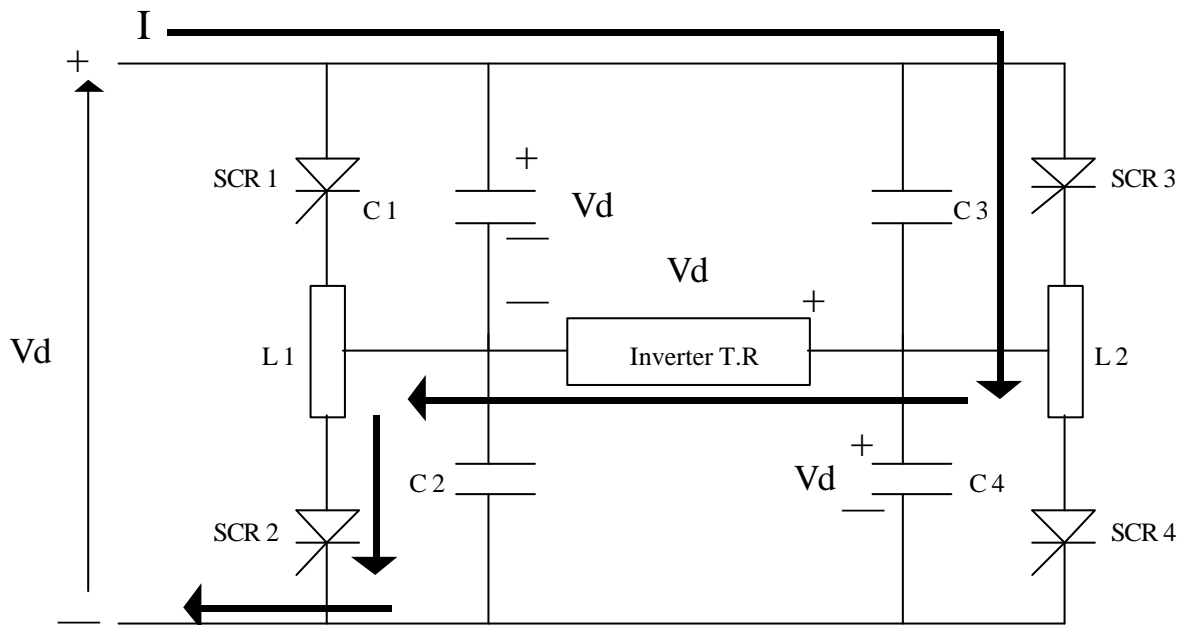 I
+
SCR 1
C 1
+
Vd
—
C 3
SCR 3
Vd
—
+
Vd
L 1
Inverter T.R
L 2
C 2
+
Vd
—
C 4
SCR 2
SCR 4
—